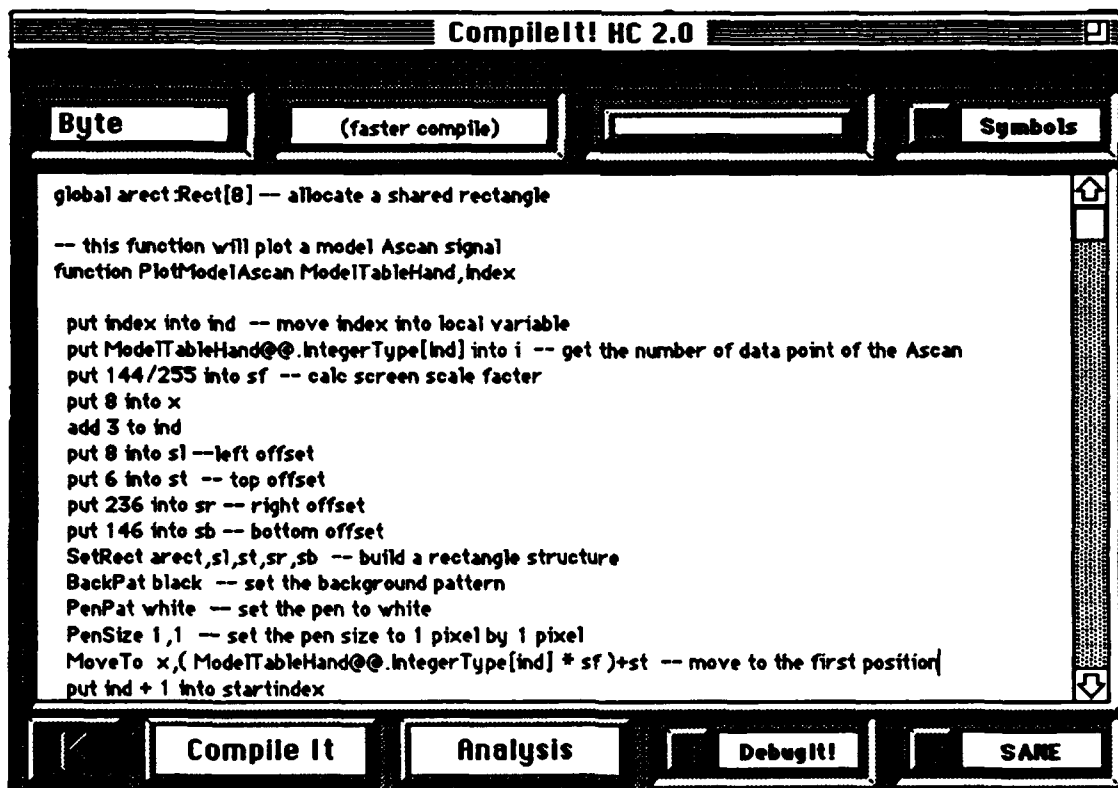 CompileIt! HC 2.0
Byte
(faster compile)
Symbols
global arect:Rect[8] -- allocate a shared rectangle
-- this function will plot a model Ascan signal
function PlotModelAscan ModelTableHand,index
put index into ind -- move index into local variable
put ModelTableHand@@.IntegerType[ind] into i -- get the number of data point of the Ascan
put 144/255 into sf -- calc screen scale facter
put 8 into x
add 3 to ind
put 8 into sl --left offset
put 6 into st -- top offset
put 236 into sr -- right offset
put 146 into sb -- bottom offset
SetRect arect,sl,st,sr,sb -- build a rectangle structure
BackPat black -- set the background pattern
PenPat white -- set the pen to white
PenSize 1,1 -- set the pen size to 1 pixel by 1 pixel
MoveTo x,( ModelTableHand@@.IntegerType[ind] * sf )+st -- move to the first position
put ind + 1 into startindex
Compile It
Analysis
DebugIt!
SANE